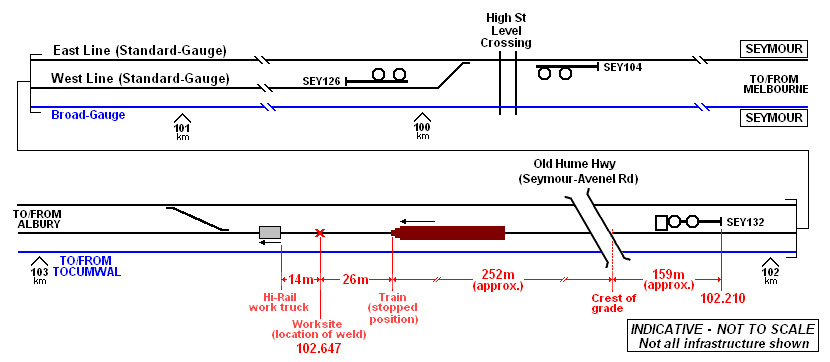 High St
Level
Crossing
East Line (Standard-Gauge)
SEYMOUR
West Line (Standard-Gauge)
SEY126
SEY104
TO/FROM
MELBOURNE
Broad-Gauge
SEYMOUR
101
km
100
km
Old Hume Hwy
(Seymour-Avenel Rd)
TO/FROM
ALBURY
SEY132
TO/FROM
TOCUMWAL
103
km
102
km
14m
26m
252m
(approx.)
159m
(approx.)
Hi-Rail
work truck
Train
(stopped
position)
Crest of
grade
102.210
Worksite
(location of weld)
102.647
INDICATIVE - NOT TO SCALE
Not all infrastructure shown